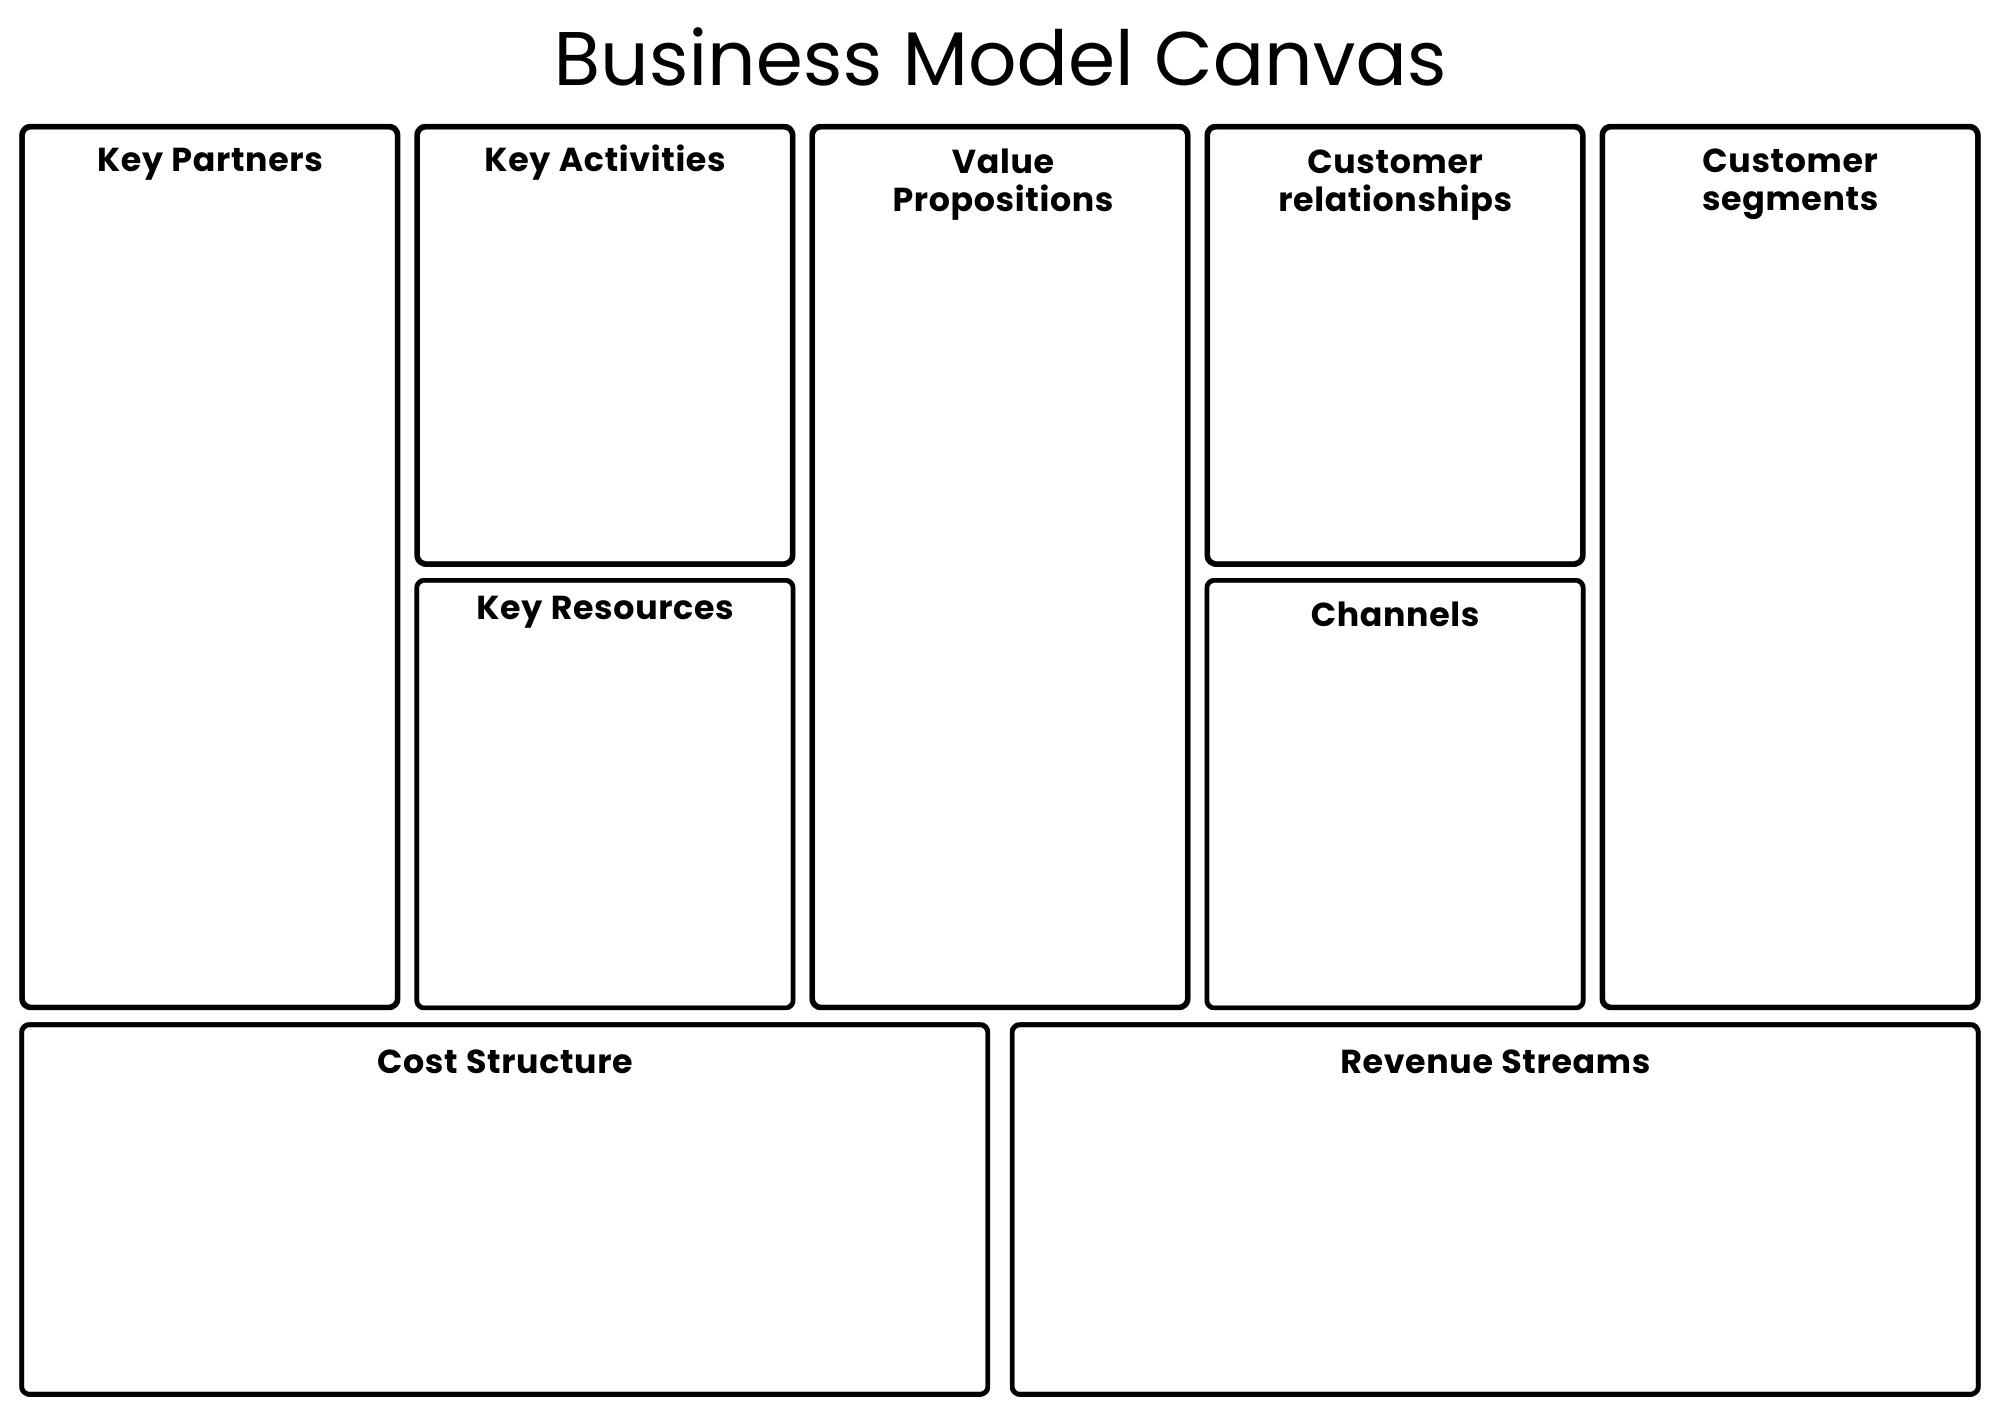 Business Model Canvas
Key Partners
Key Activities
Value
Propositions
Customer
relationships
Customer
segments
Key Resources
Channels
Cost Structure
Revenue Streams